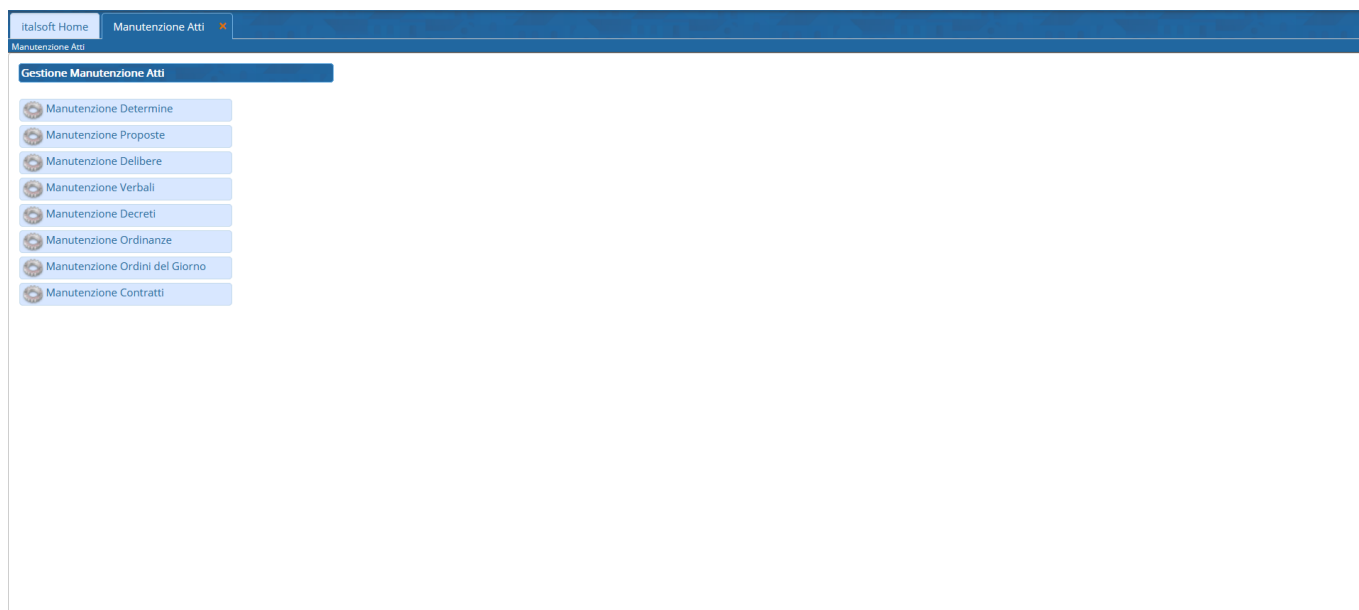 italsoft Home
Manutenzione Atti
Manutenzione Atti
Gestione Manutenzione Atti
Manutenzione Determine
Manutenzione Proposte
Manutenzione Delibere
Manutenzione Verbali
Manutenzione Decreti
Manutenzione Ordinanze
Manutenzione Ordini del Giorno
Manutenzione Contratti